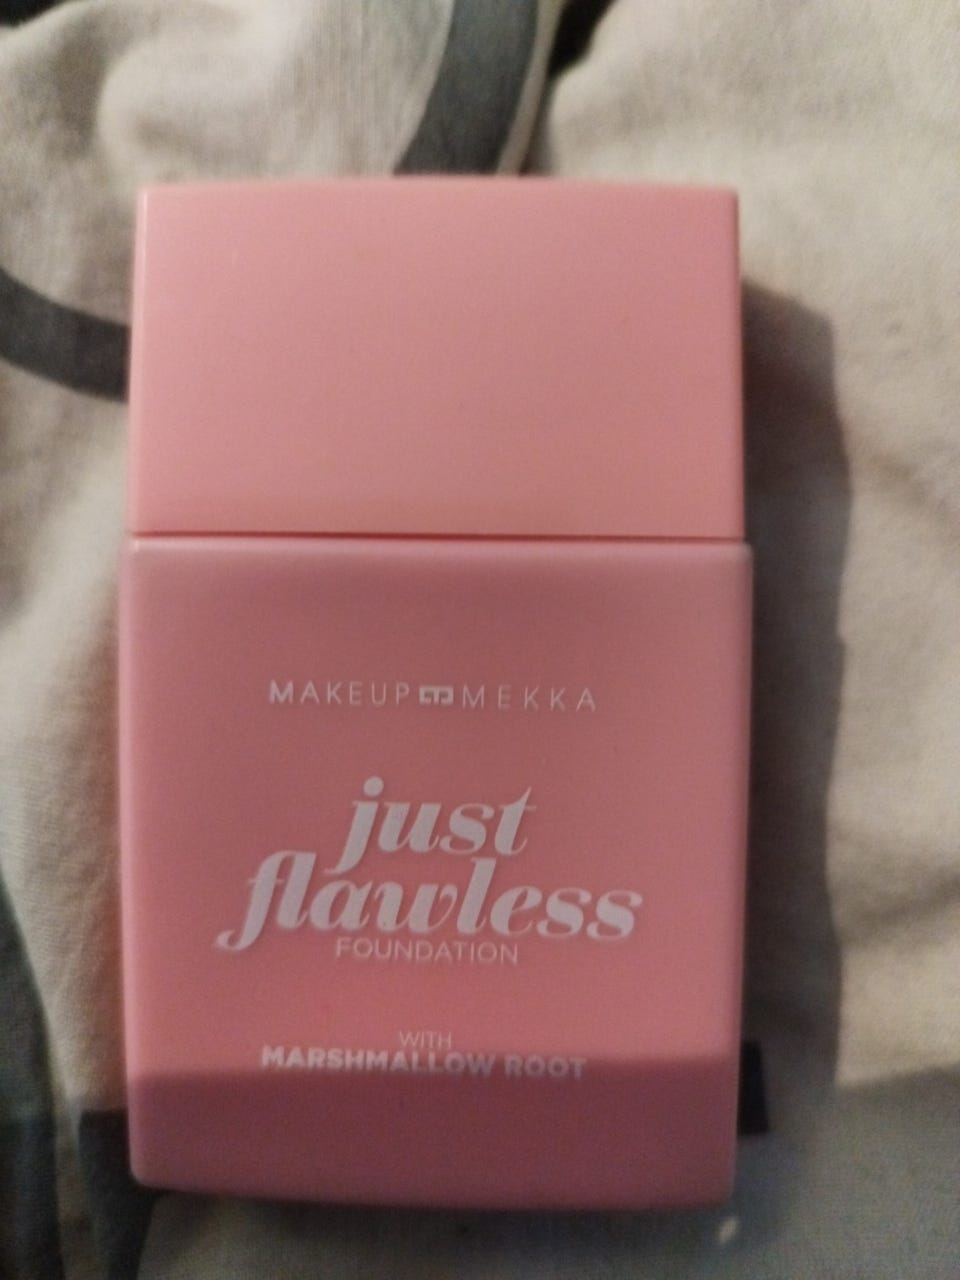 MAKEUP MEKKA
just
flawless
FOUNDATION
WITH
MARSHMALLOW ROOT